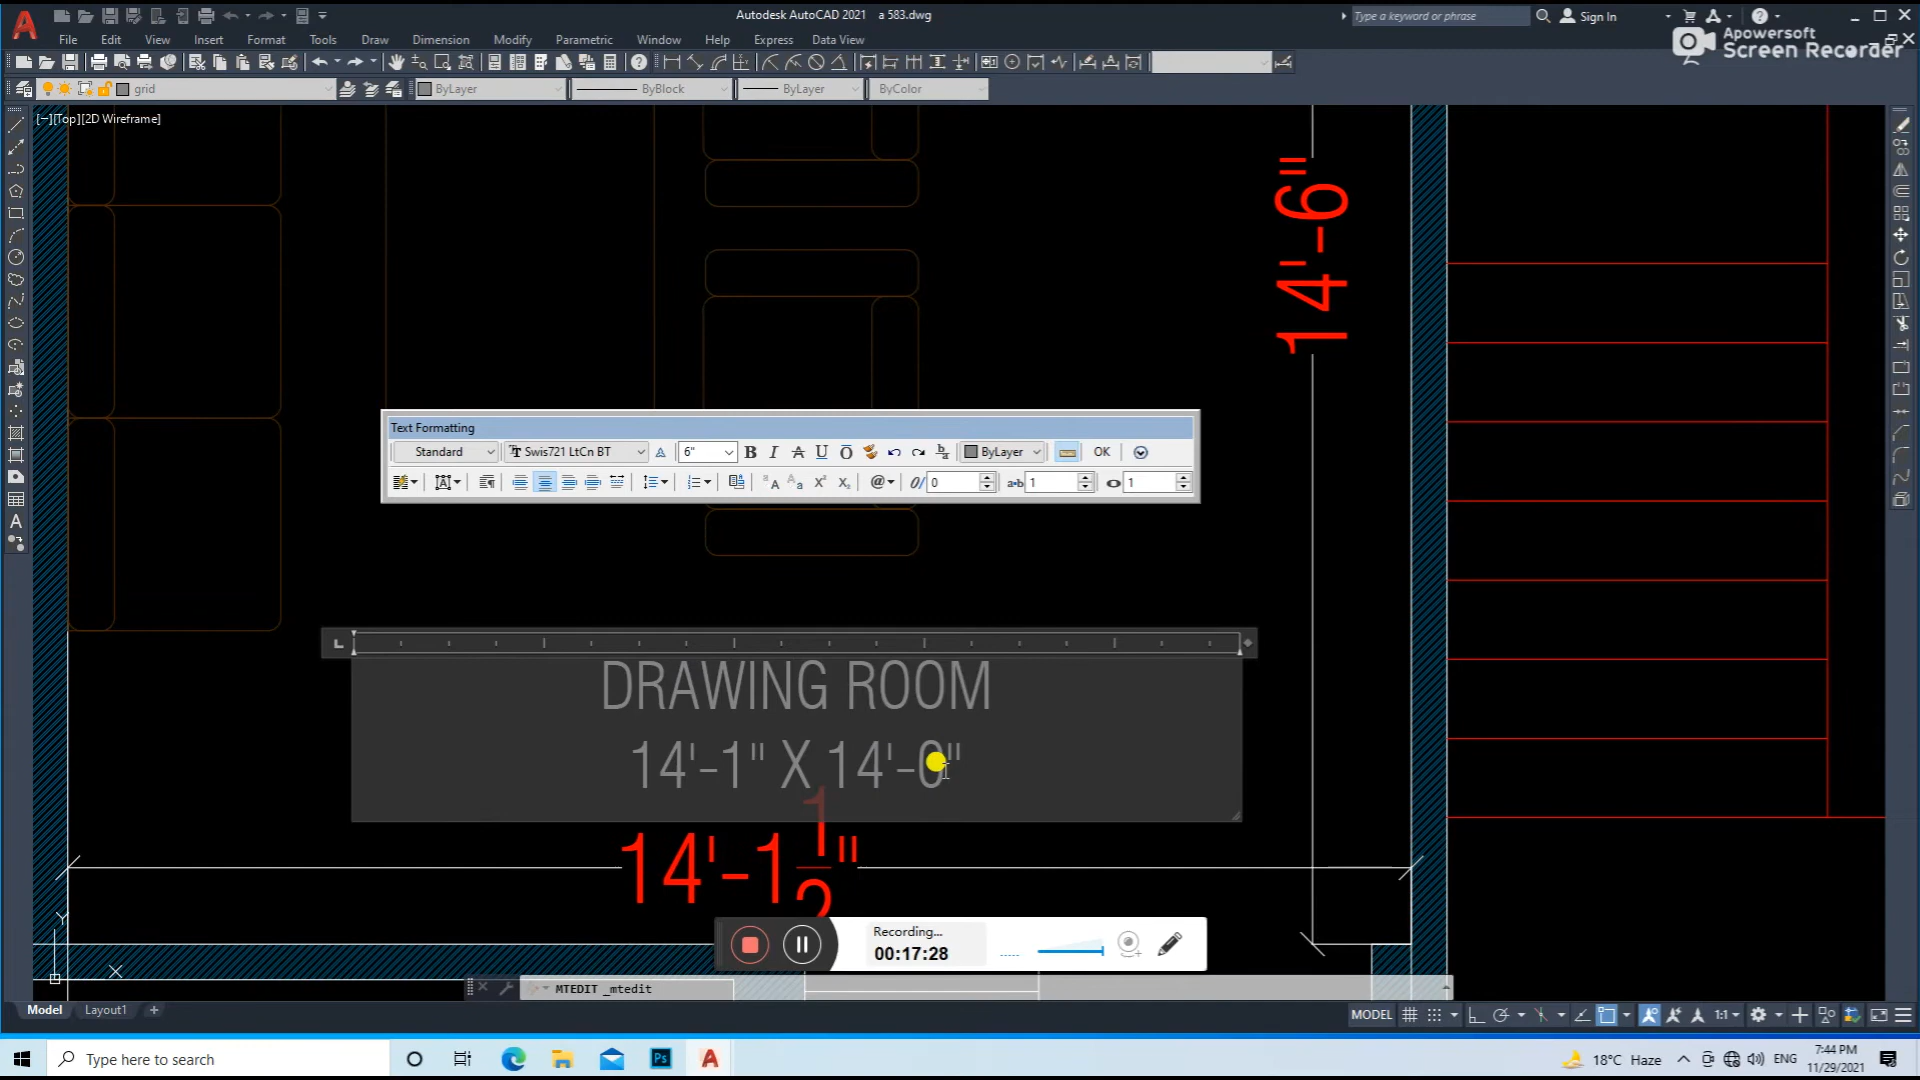 Autodesk AutoCAD 2021 a 583.dwg
Type a keyword or phrase
Sign In
File Edit View Insert Format Tools Draw Dimension Modify Parametric Window Help Express Data View
Apowersoft
Screen Recorder
grid
ByLayer
ByBlock
ByLayer
ByColor
[−][Top][2D Wireframe]
14'-6"
Text Formatting
Standard
Swis721 LtCn BT
6"
ByLayer
OK
0
1
1
DRAWING ROOM
14'-1" X 14'-0"
14'-1 1/2"
Recording...
00:17:28
Y
X
MTEDIT _mtedit
Model Layout1
MODEL
1:1
Type here to search
18°C Haze
ENG
7:44 PM
11/29/2021